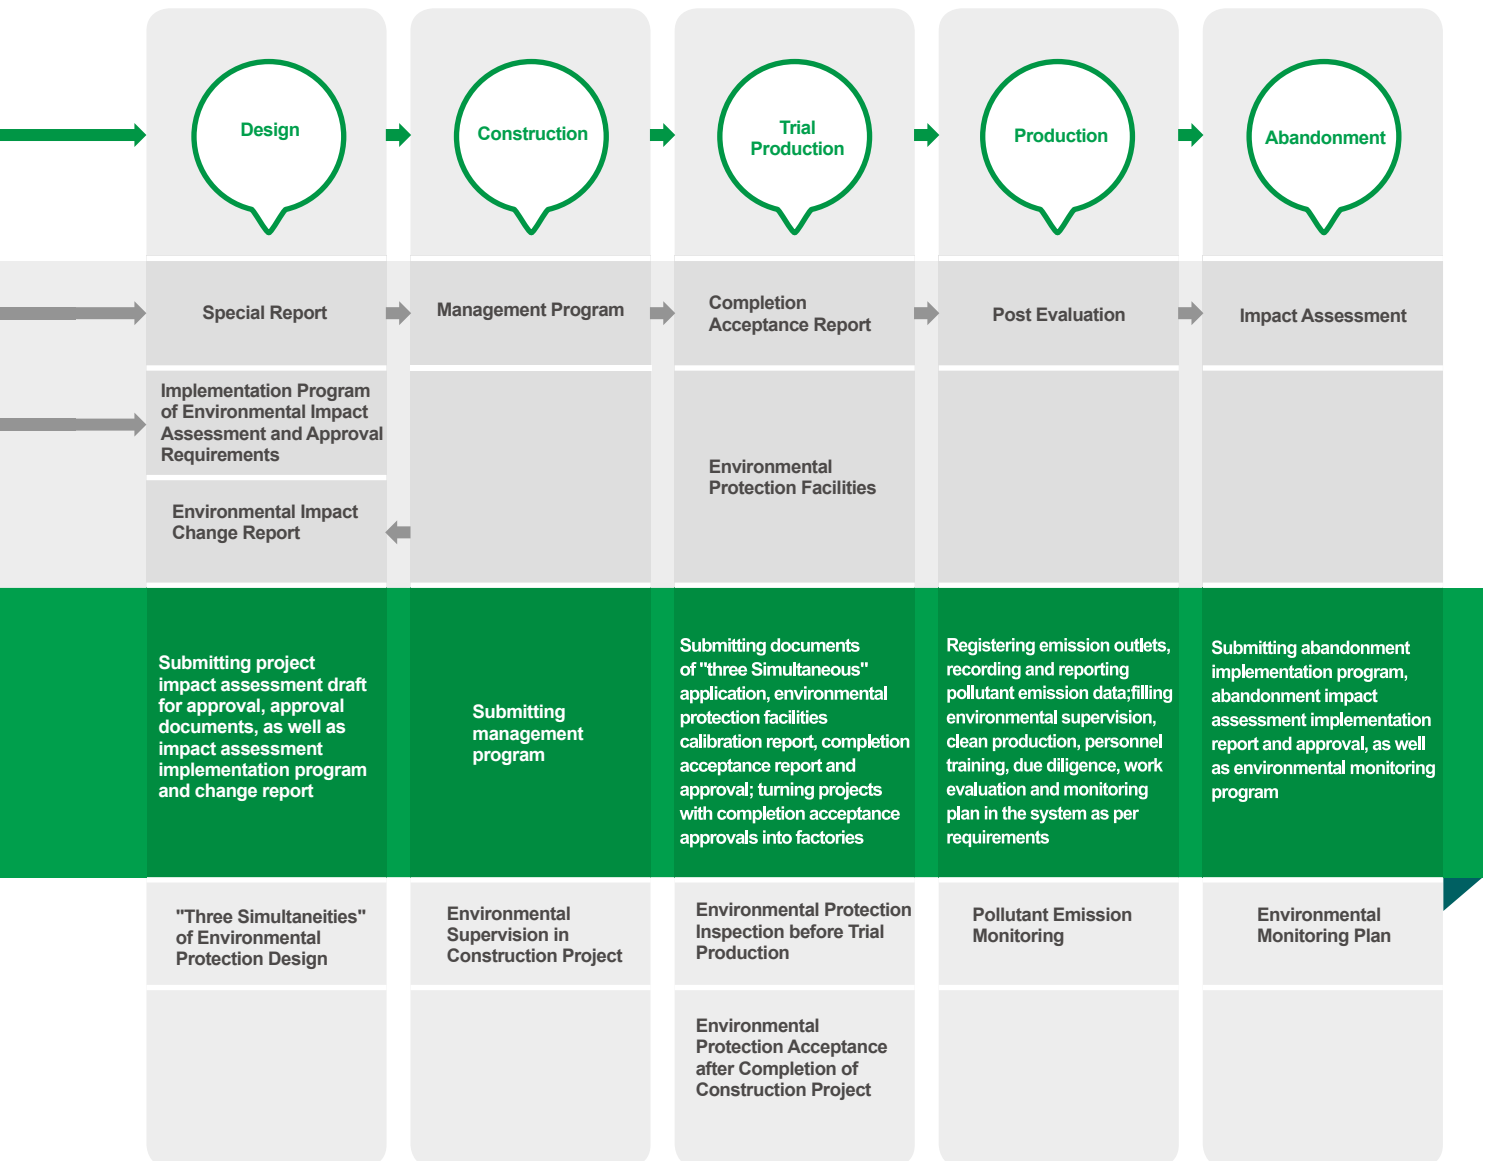 Design
Construction
Trial
Production
Production
Abandonment
Special Report
Management Program
Completion
Acceptance Report
Post Evaluation
Impact Assessment
Implementation Program
of Environmental Impact
Assessment and Approval
Requirements
Environmental Impact
Change Report
Environmental
Protection Facilities
Submitting project
impact assessment draft
for approval, approval
documents, as well as
impact assessment
implementation program
and change report
Submitting
management
program
Submitting documents
of "three Simultaneous"
application, environmental
protection facilities
calibration report, completion
acceptance report and
approval; turning projects
with completion acceptance
approvals into factories
Registering emission outlets,
recording and reporting
pollutant emission data;filling
environmental supervision,
clean production, personnel
training, due diligence, work
evaluation and monitoring
plan in the system as per
requirements
Submitting abandonment
implementation program,
abandonment impact
assessment implementation
report and approval, as well
as environmental monitoring
program
"Three Simultaneities"
of Environmental
Protection Design
Environmental
Supervision in
Construction Project
Environmental Protection
Inspection before Trial
Production
Pollutant Emission
Monitoring
Environmental
Monitoring Plan
Environmental
Protection Acceptance
after Completion of
Construction Project